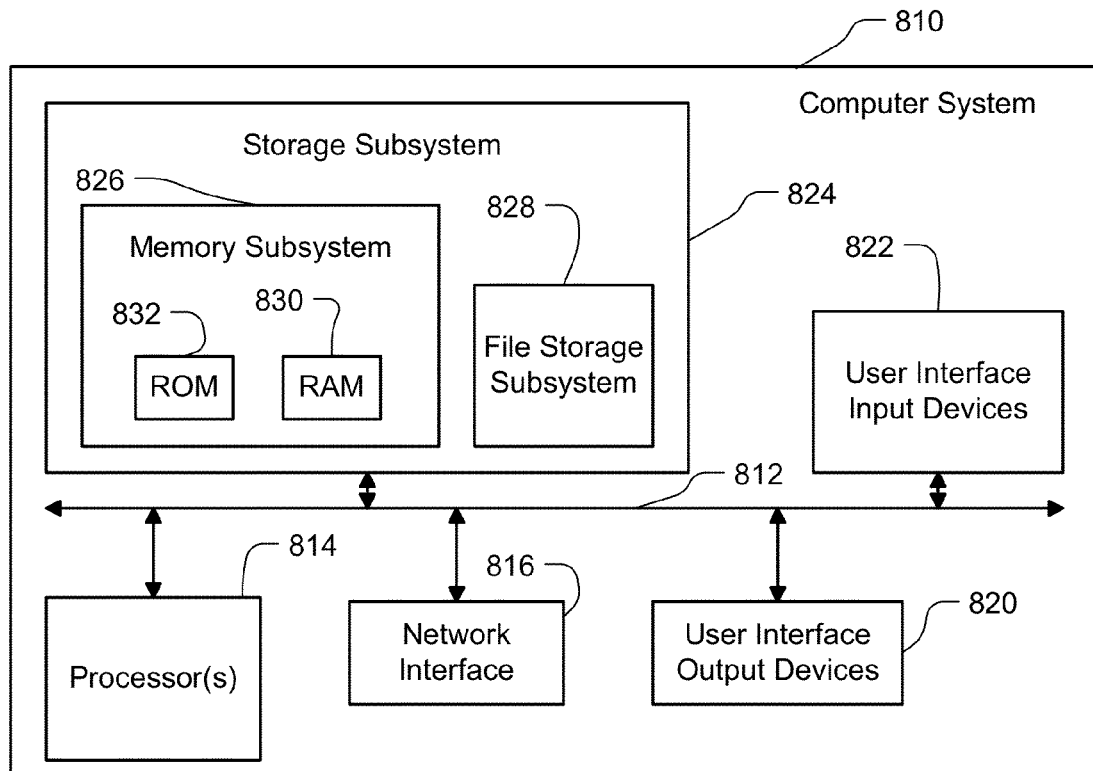 810
Computer System
Storage Subsystem
826
828
824
Memory Subsystem
822
832
830
ROM
RAM
File Storage
Subsystem
User Interface
Input Devices
812
814
816
820
Processor(s)
Network
Interface
User Interface
Output Devices